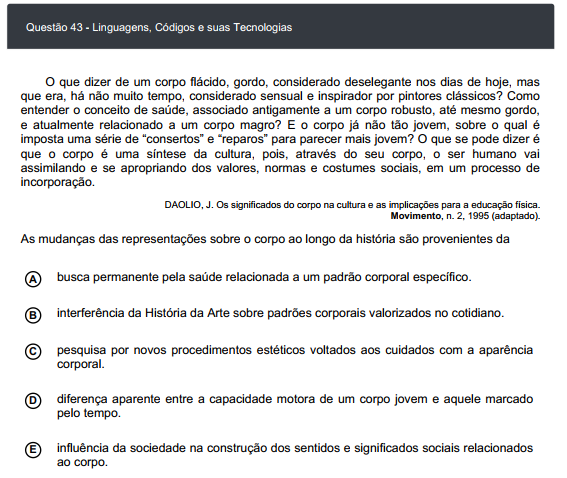 Questão 43 - Linguagens, Códigos e suas Tecnologias
O que dizer de um corpo flácido, gordo, considerado deselegante nos dias de hoje, mas
que era, há não muito tempo, considerado sensual e inspirador por pintores clássicos? Como
entender o conceito de saúde, associado antigamente a um corpo robusto, até mesmo gordo,
e atualmente relacionado a um corpo magro? E o corpo já não tão jovem, sobre o qual é
imposta uma série de “consertos” e “reparos” para parecer mais jovem? O que se pode dizer é
que o corpo é uma síntese da cultura, pois, através do seu corpo, o ser humano vai
assimilando e se apropriando dos valores, normas e costumes sociais, em um processo de
incorporação.
DAOLIO, J. Os significados do corpo na cultura e as implicações para a educação física.
Movimento, n. 2, 1995 (adaptado).
As mudanças das representações sobre o corpo ao longo da história são provenientes da
A busca permanente pela saúde relacionada a um padrão corporal específico.
B interferência da História da Arte sobre padrões corporais valorizados no cotidiano.
C pesquisa por novos procedimentos estéticos voltados aos cuidados com a aparência
corporal.
D diferença aparente entre a capacidade motora de um corpo jovem e aquele marcado
pelo tempo.
E influência da sociedade na construção dos sentidos e significados sociais relacionados
ao corpo.